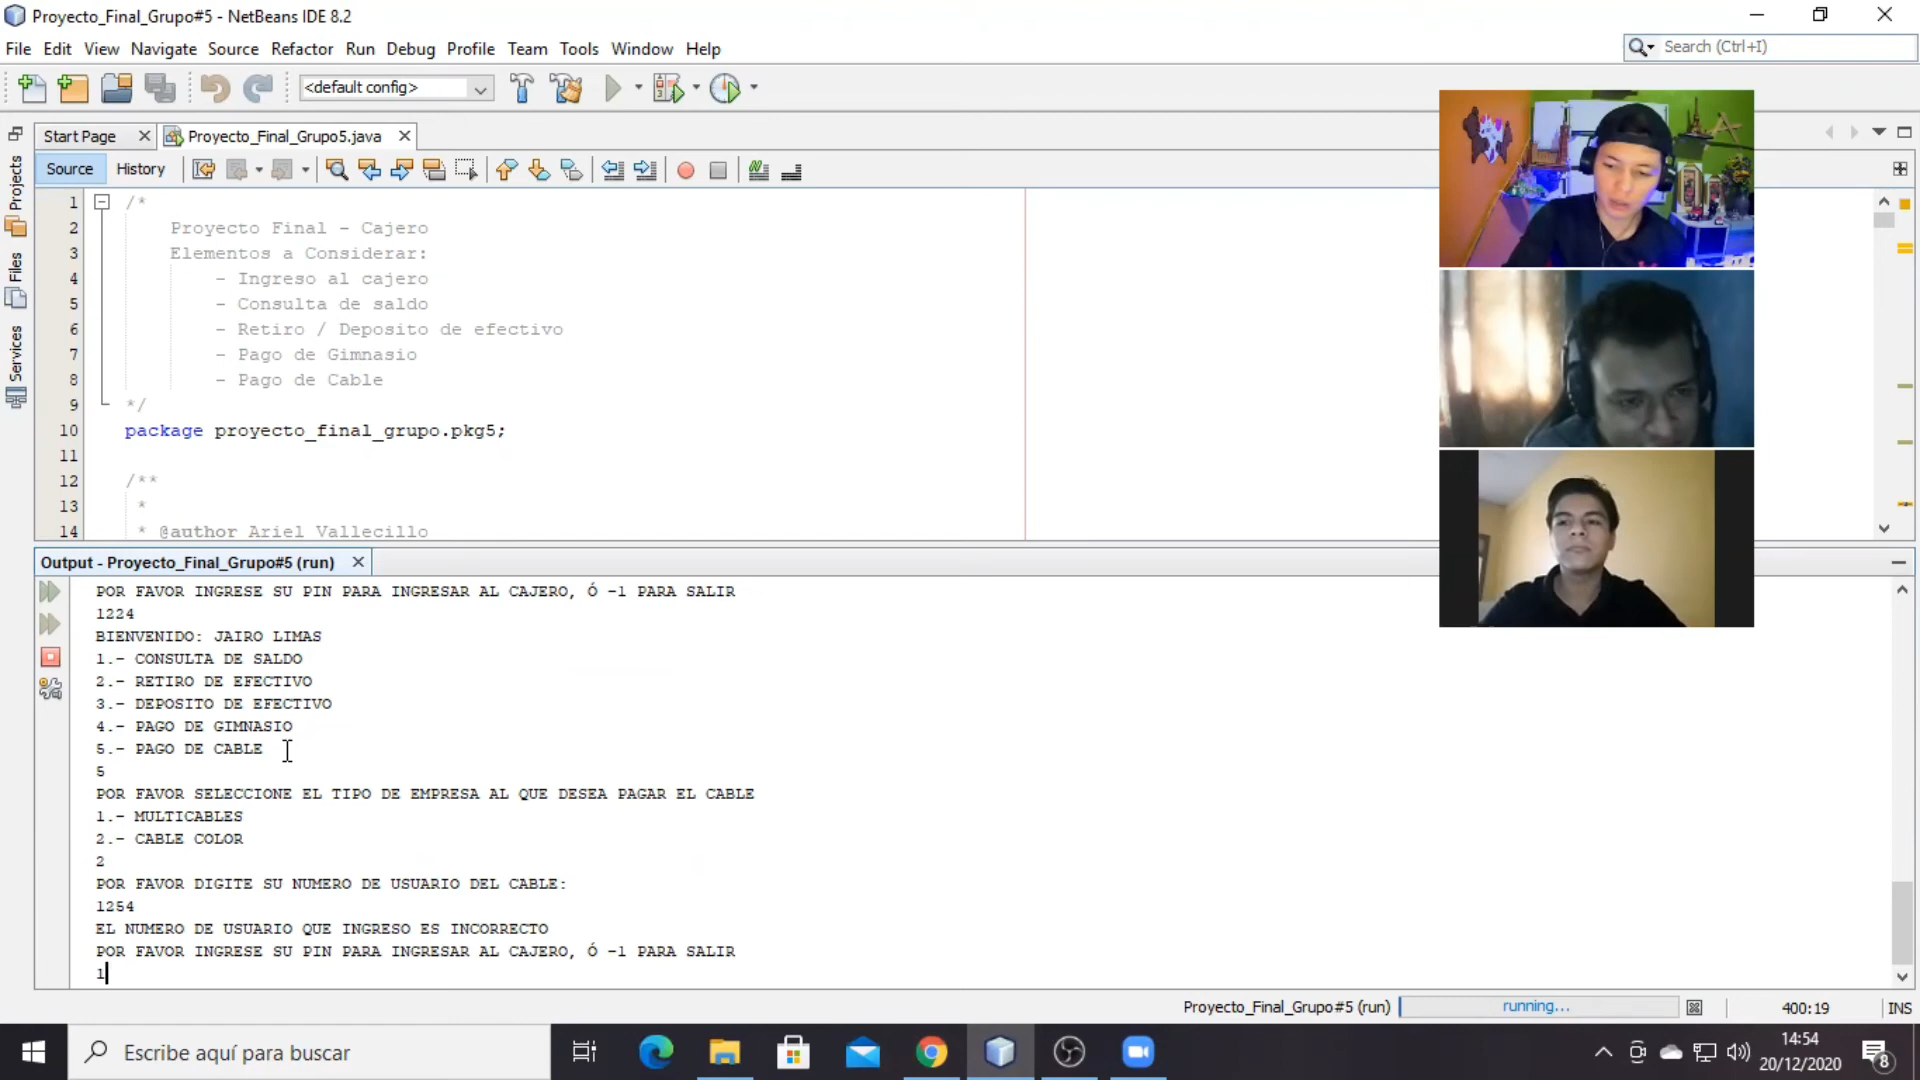 Proyecto_Final_Grupo#5 - NetBeans IDE 8.2
File Edit View Navigate Source Refactor Run Debug Profile Team Tools Window Help
Search (Ctrl+I)
<default config>
Start Page
Proyecto_Final_Grupo5.java
Source History
Projects
Files
Services
1 /*
2 Proyecto Final - Cajero
3 Elementos a Considerar:
4 - Ingreso al cajero
5 - Consulta de saldo
6 - Retiro / Deposito de efectivo
7 - Pago de Gimnasio
8 - Pago de Cable
9 */
10 package proyecto_final_grupo.pkg5;
11
12 /**
13 *
14 * @author Ariel Vallecillo
Output - Proyecto_Final_Grupo#5 (run)
POR FAVOR INGRESE SU PIN PARA INGRESAR AL CAJERO, Ó -1 PARA SALIR
1224
BIENVENIDO: JAIRO LIMAS
1.- CONSULTA DE SALDO
2.- RETIRO DE EFECTIVO
3.- DEPOSITO DE EFECTIVO
4.- PAGO DE GIMNASIO
5.- PAGO DE CABLE
5
POR FAVOR SELECCIONE EL TIPO DE EMPRESA AL QUE DESEA PAGAR EL CABLE
1.- MULTICABLES
2.- CABLE COLOR
2
POR FAVOR DIGITE SU NUMERO DE USUARIO DEL CABLE:
1254
EL NUMERO DE USUARIO QUE INGRESO ES INCORRECTO
POR FAVOR INGRESE SU PIN PARA INGRESAR AL CAJERO, Ó -1 PARA SALIR
1
Proyecto_Final_Grupo#5 (run) running... 400:19 INS
Escribe aquí para buscar
14:54
20/12/2020
8